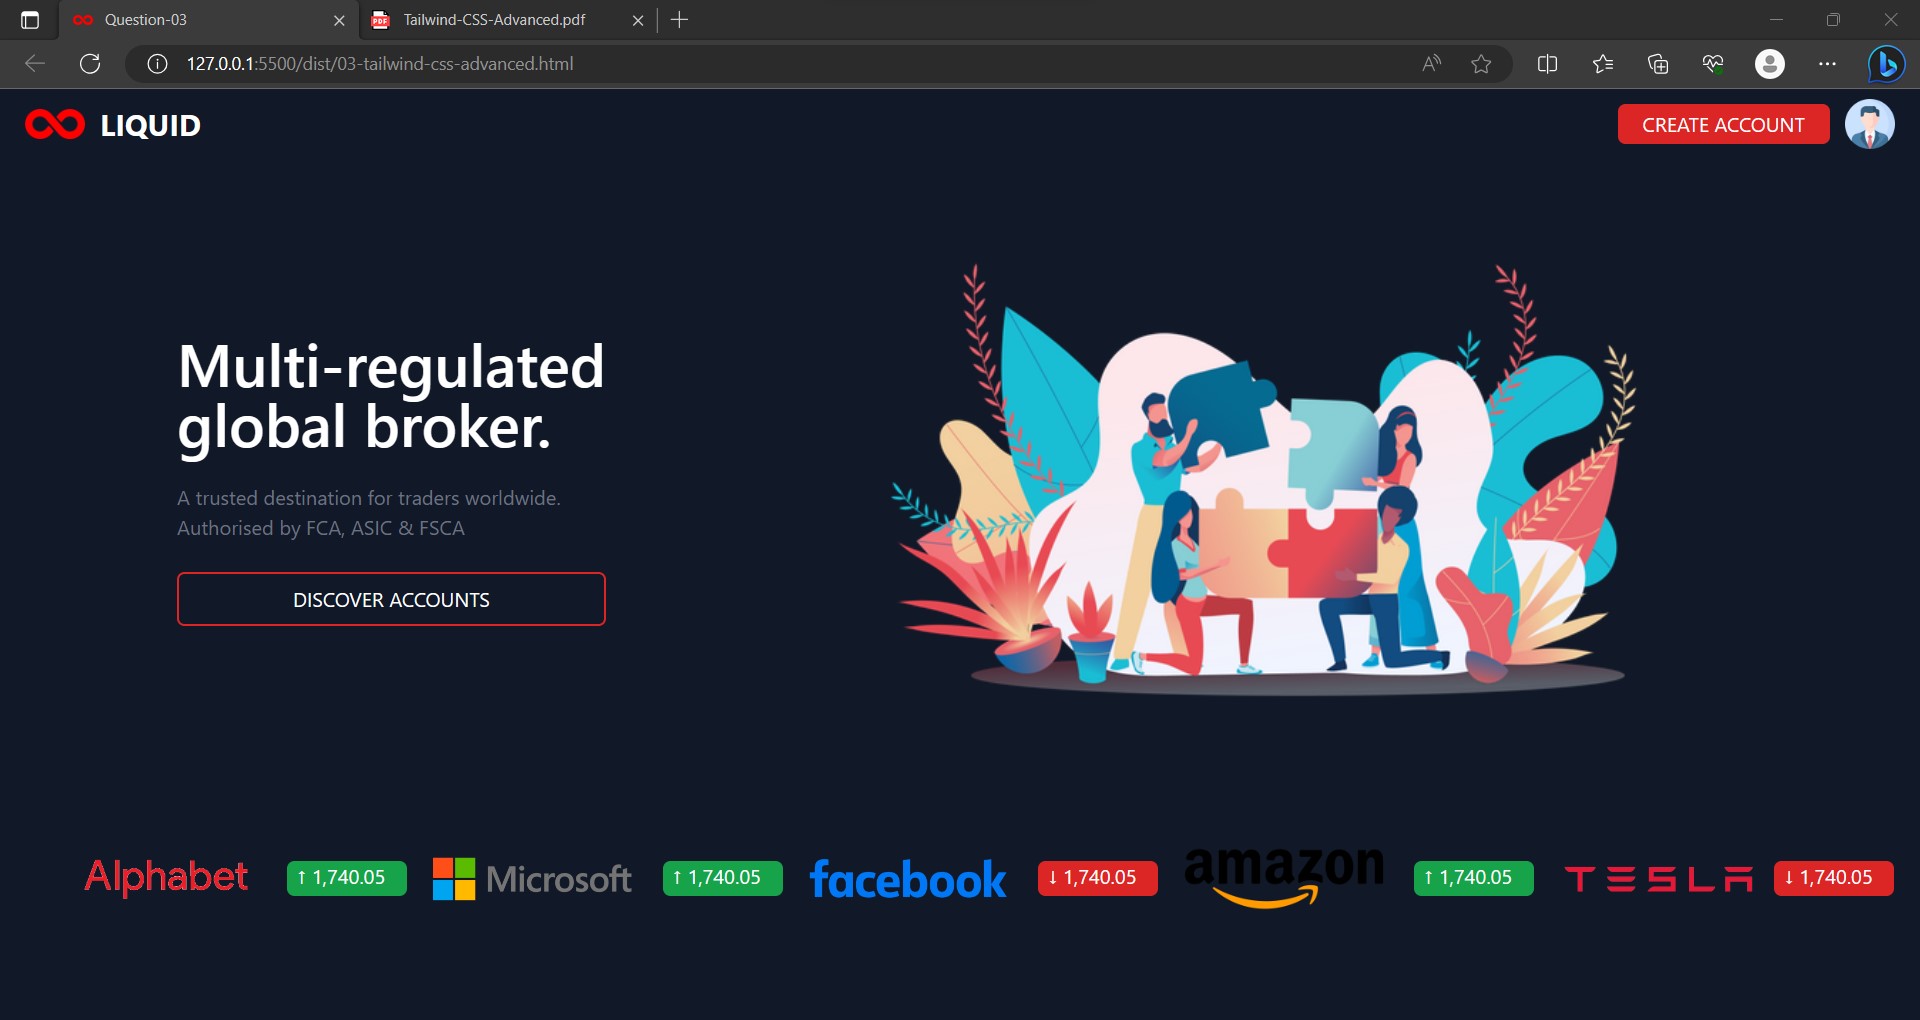 Question-03
PDF
Tailwind-CSS-Advanced.pdf
127.0.0.1:5500/dist/03-tailwind-css-advanced.html
LIQUID
CREATE ACCOUNT
Multi-regulated
global broker.
A trusted destination for traders worldwide.
Authorised by FCA, ASIC & FSCA
DISCOVER ACCOUNTS
Alphabet
↑ 1,740.05
Microsoft
↑ 1,740.05
facebook
↓ 1,740.05
amazon
↑ 1,740.05
TESLA
↓ 1,740.05